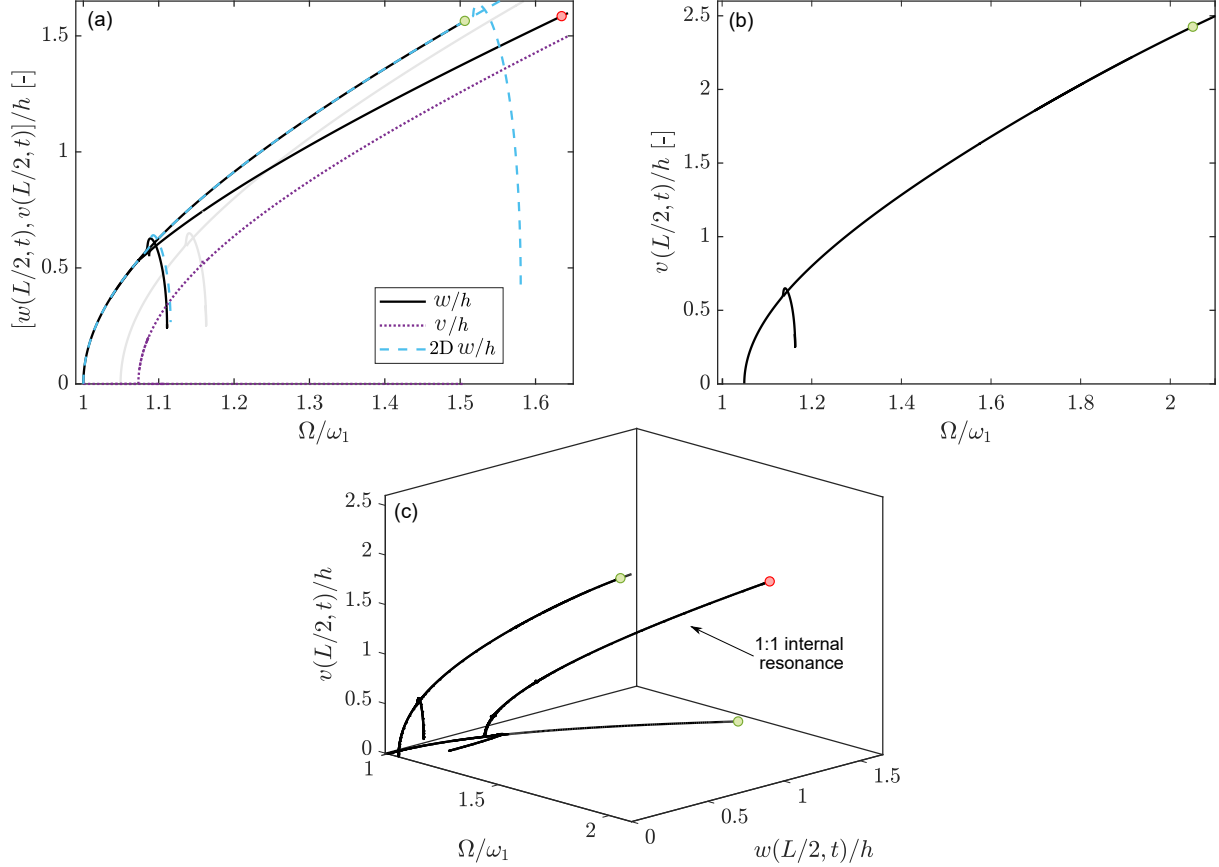 (a)
[w(L/2, t), v(L/2, t)]/h [-]
1.5
1
0.5
0
w/h
v/h
2D w/h
1 1.1 1.2 1.3 1.4 1.5 1.6
Ω/ω₁
(b)
v(L/2, t)/h [-]
2.5
2
1.5
1
0.5
0
1 1.2 1.4 1.6 1.8 2
Ω/ω₁
(c)
v(L/2, t)/h
2.5
2
1.5
1
0.5
0
1:1 internal
resonance
1
1.5
2
Ω/ω₁
0
0.5
1
1.5
w(L/2, t)/h